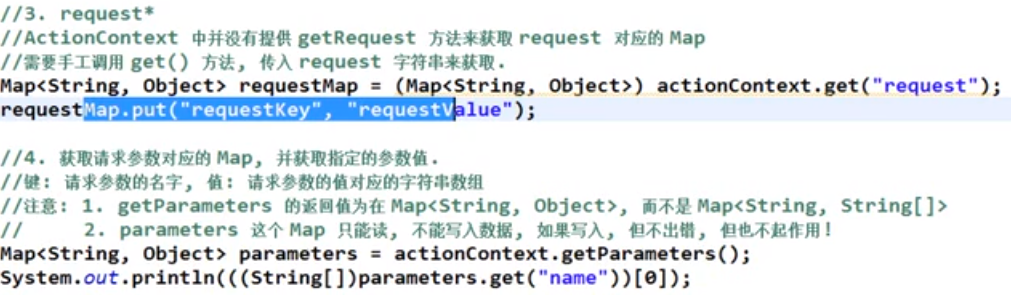 //3. request*
//ActionContext 中并没有提供 getRequest 方法来获取 request 对应的 Map
//需要手工调用 get() 方法, 传入 request 字符串来获取.
Map<String, Object> requestMap = (Map<String, Object>) actionContext.get("request");
requestMap.put("requestKey", "requestValue");
//4. 获取请求参数对应的 Map, 并获取指定的参数值.
//键: 请求参数的名字, 值: 请求参数的值对应的字符串数组
//注意: 1. getParameters 的返回值为在 Map<String, Object>, 而不是 Map<String, String[]>
//     2. parameters 这个 Map 只能读, 不能写入数据, 如果写入, 但不出错, 但也不起作用!
Map<String, Object> parameters = actionContext.getParameters();
System.out.println(((String[])parameters.get("name"))[0]);